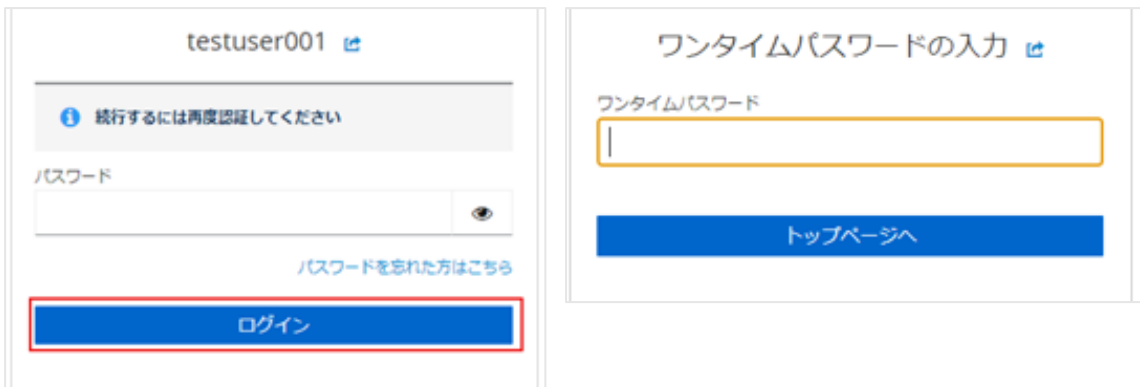 testuser001
続行するには再度認証してください
パスワード
パスワードを忘れた方はこちら
ログイン
ワンタイムパスワードの入力
ワンタイムパスワード
トップページへ